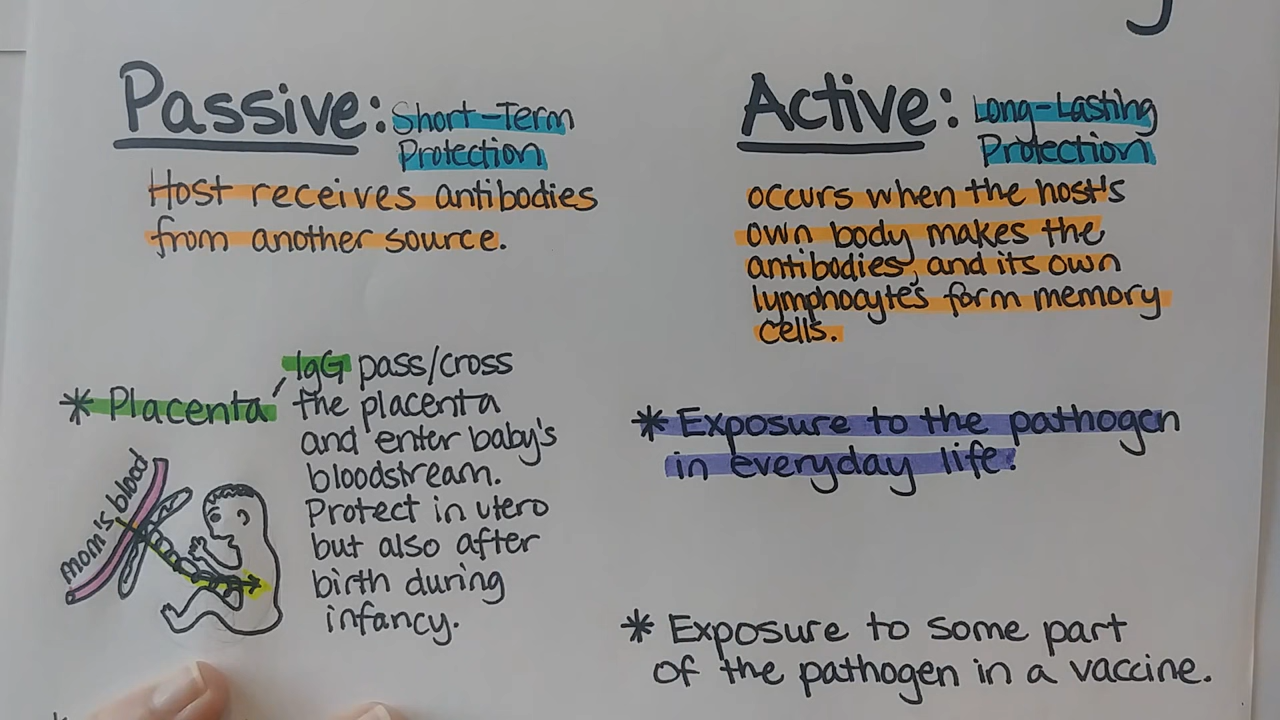 Passive: Short-Term
Protection
Host receives antibodies
from another source.
* Placenta
IgG pass/cross
the placenta
and enter baby's
bloodstream.
Protect in utero
but also after
birth during
infancy.
mom's blood
Active: Long-Lasting
Protection
occurs when the host's
own body makes the
antibodies, and its own
lymphocytes form memory
cells.
* Exposure to the pathogen
in everyday life.
* Exposure to some part
of the pathogen in a vaccine.